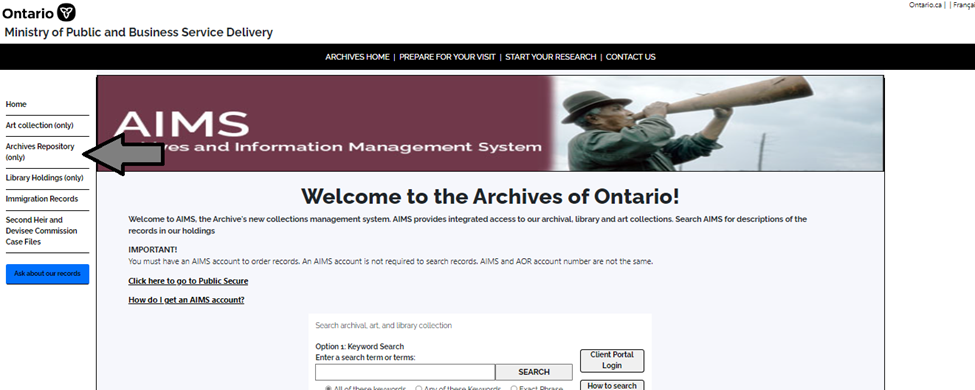 Ontario
Ontario.ca | | Françai
Ministry of Public and Business Service Delivery
ARCHIVES HOME | PREPARE FOR YOUR VISIT | START YOUR RESEARCH | CONTACT US
Home
Art collection (only)
Archives Repository
(only)
Library Holdings (only)
Immigration Records
Second Heir and
Devisee Commission
Case Files
Ask about our records
AIMS
ves and Information Management System
Welcome to the Archives of Ontario!
Welcome to AIMS, the Archive's new collections management system. AIMS provides integrated access to our archival, library and art collections. Search AIMS for descriptions of the
records in our holdings
IMPORTANT!
You must have an AIMS account to order records. An AIMS account is not required to search records. AIMS and AOR account number are not the same.
Click here to go to Public Secure
How do I get an AIMS account?
Search archival, art, and library collection
Option 1: Keyword Search
Enter a search term or terms:
SEARCH
All of these keywords Any of these Keywords Exact Phrase
Client Portal
Login
How to search